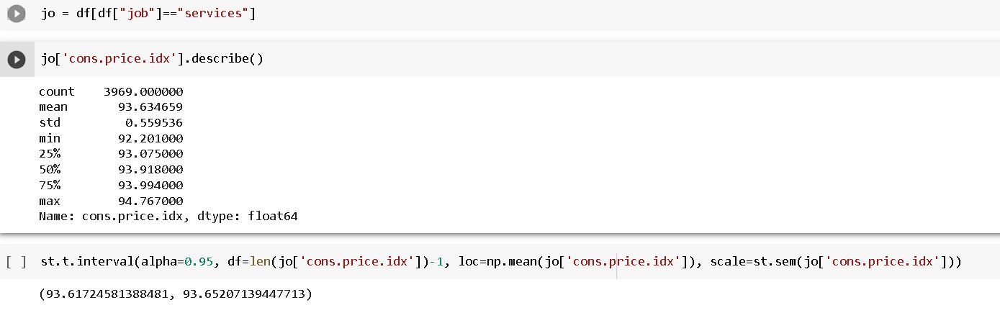 jo = df[df["job"]=="services"]
jo['cons.price.idx'].describe()
count    3969.000000
mean       93.634659
std         0.559536
min        92.201000
25%        93.075000
50%        93.918000
75%        93.994000
max        94.767000
Name: cons.price.idx, dtype: float64
[ ] st.t.interval(alpha=0.95, df=len(jo['cons.price.idx'])-1, loc=np.mean(jo['cons.price.idx']), scale=st.sem(jo['cons.price.idx']))
(93.61724581388481, 93.65207139447713)